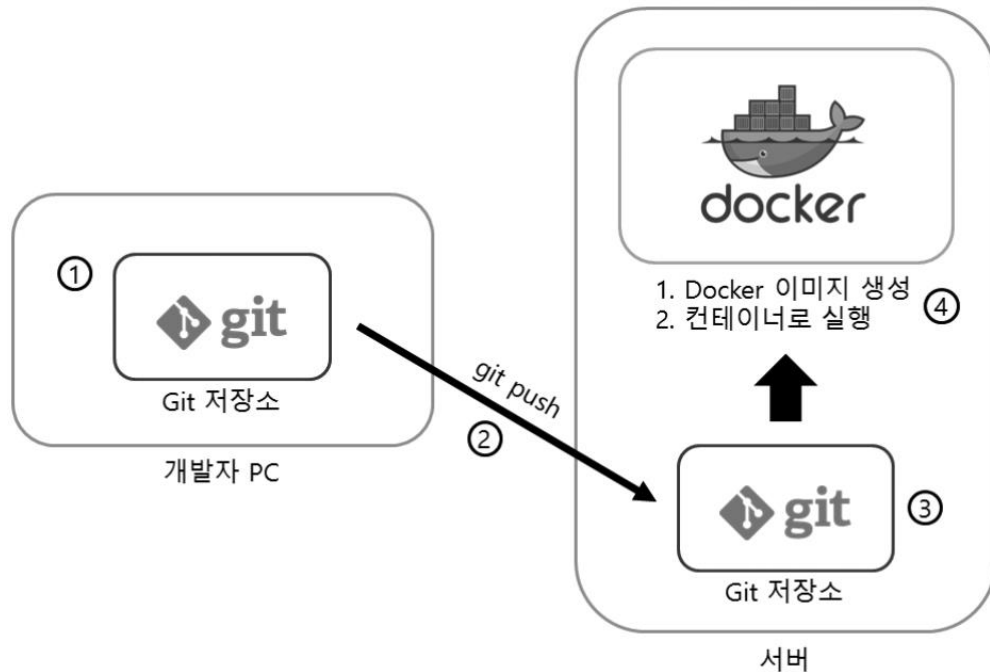 docker
1. Docker 이미지 생성
2. 컨테이너로 실행
④
①
git
Git 저장소
개발자 PC
git push
②
git
③
Git 저장소
서버